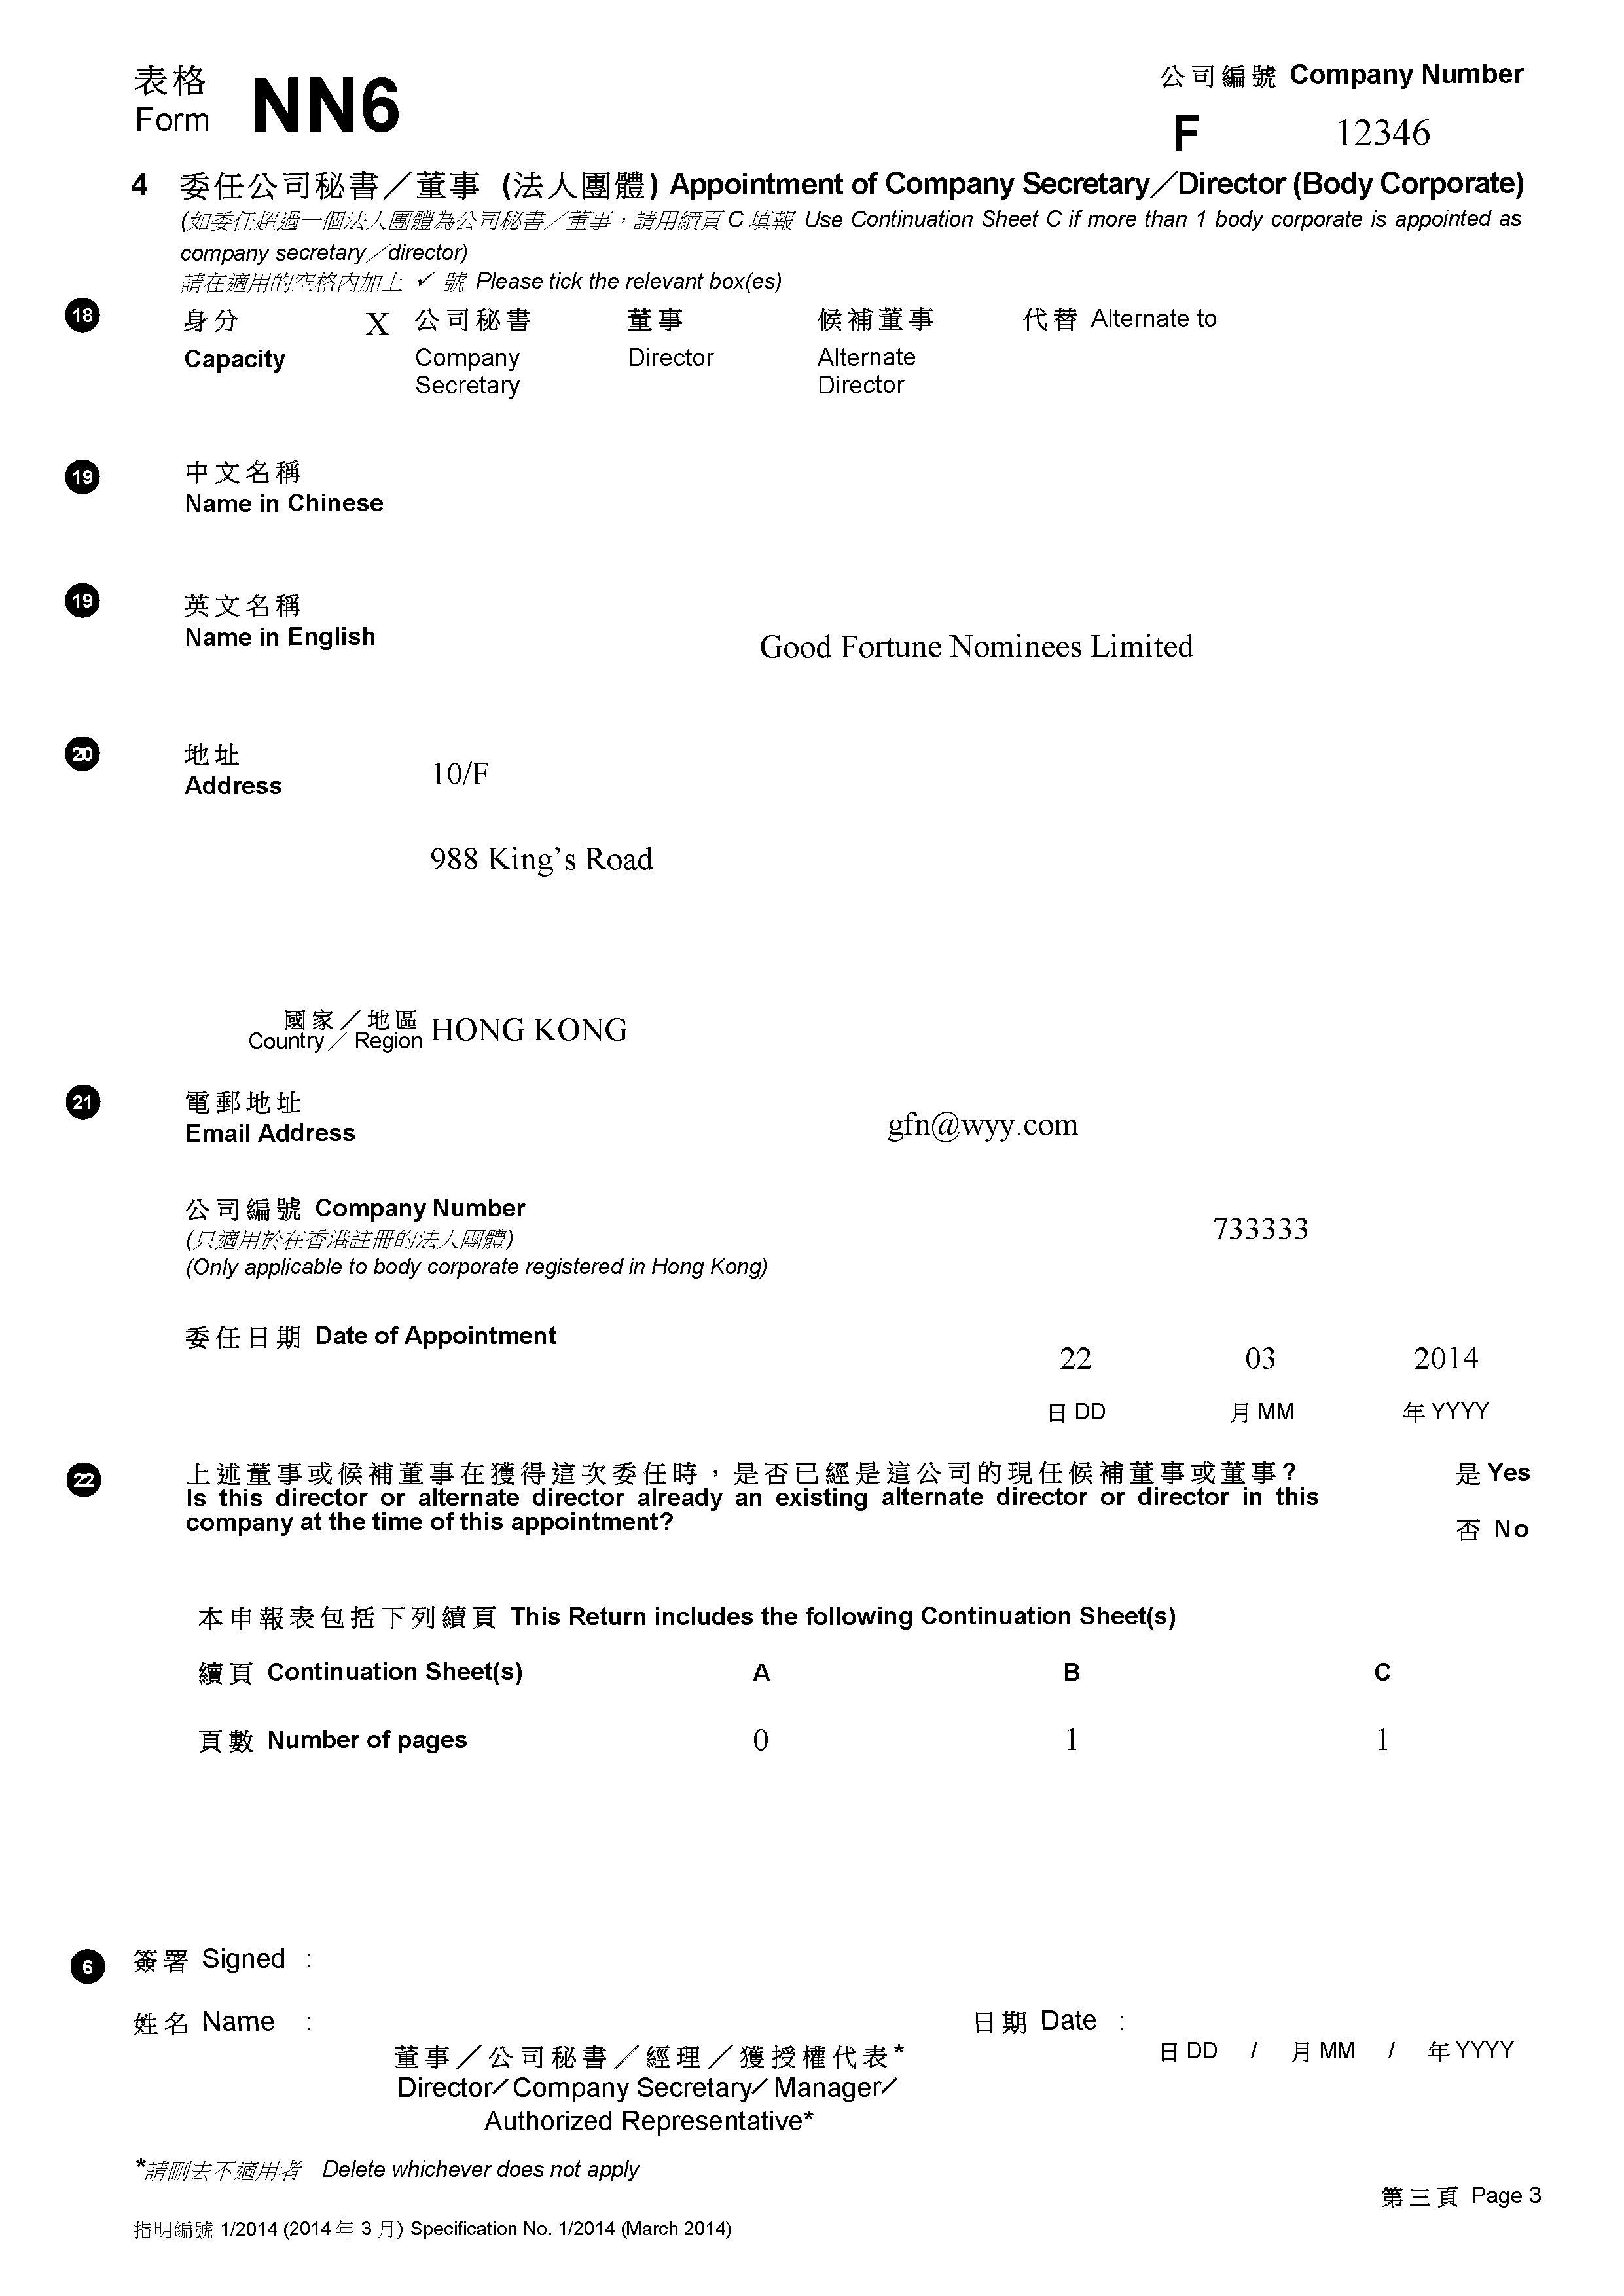 表格 公司編號 Company Number
Form NN6
F 12346
4 委任公司秘書／董事 (法人團體) Appointment of Company Secretary／Director (Body Corporate)
(如委任超過一個法人團體為公司秘書／董事，請用續頁 C 填報 Use Continuation Sheet C if more than 1 body corporate is appointed as
company secretary／director)
請在適用的空格內加上 ✓ 號 Please tick the relevant box(es)
18 身分 X 公司秘書 董事 候補董事 代替 Alternate to
Capacity Company Director Alternate
Secretary Director
19 中文名稱
Name in Chinese
19 英文名稱
Name in English Good Fortune Nominees Limited
20 地址
Address 10/F
988 King's Road
國家／地區
Country／ Region HONG KONG
21 電郵地址
Email Address gfn@wyy.com
公司編號 Company Number
(只適用於在香港註冊的法人團體) 733333
(Only applicable to body corporate registered in Hong Kong)
委任日期 Date of Appointment
22 03 2014
日 DD 月 MM 年 YYYY
22 上述董事或候補董事在獲得這次委任時，是否已經是這公司的現任候補董事或董事? 是 Yes
Is this director or alternate director already an existing alternate director or director in this
company at the time of this appointment? 否 No
本申報表包括下列續頁 This Return includes the following Continuation Sheet(s)
續頁 Continuation Sheet(s) A B C
頁數 Number of pages 0 1 1
6 簽署 Signed :
姓名 Name : 日期 Date :
董事／公司秘書／經理／獲授權代表* 日 DD / 月 MM / 年 YYYY
Director／Company Secretary／Manager／
Authorized Representative*
*請刪去不適用者 Delete whichever does not apply
第三頁 Page 3
指明編號 1/2014 (2014 年 3 月) Specification No. 1/2014 (March 2014)